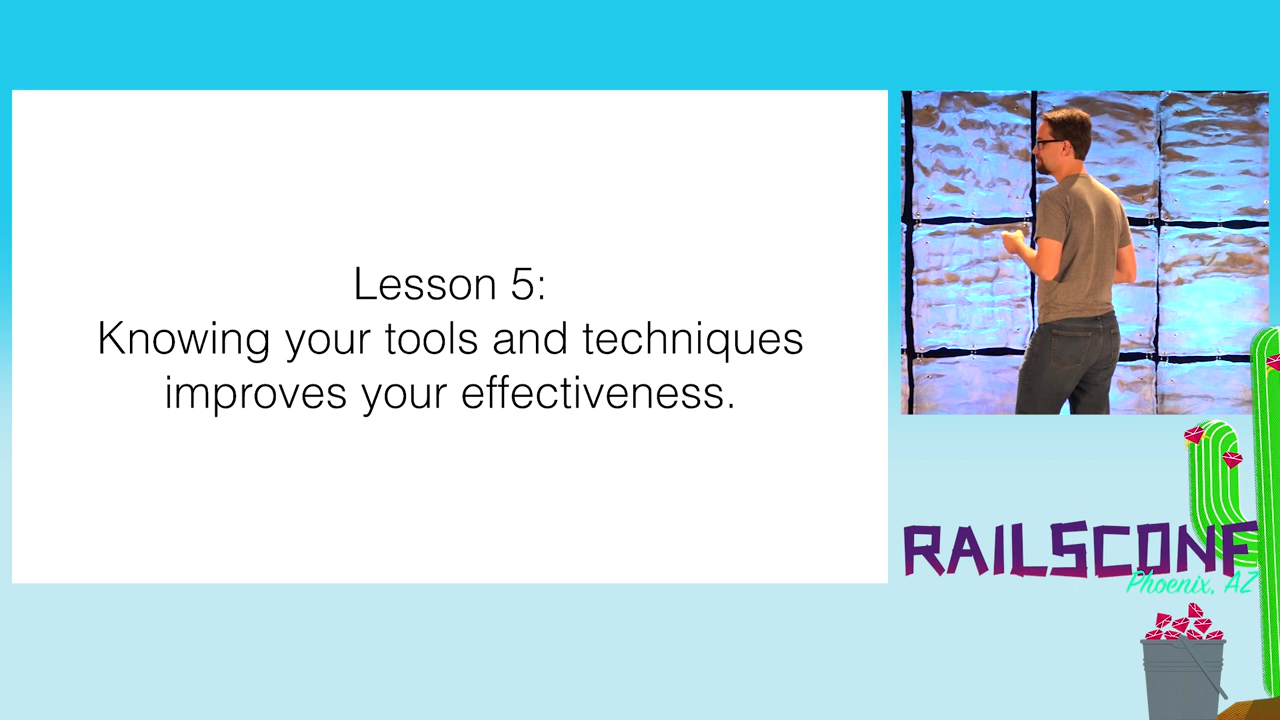 Lesson 5:
Knowing your tools and techniques
improves your effectiveness.
RAILSCONF
Phoenix, AZ